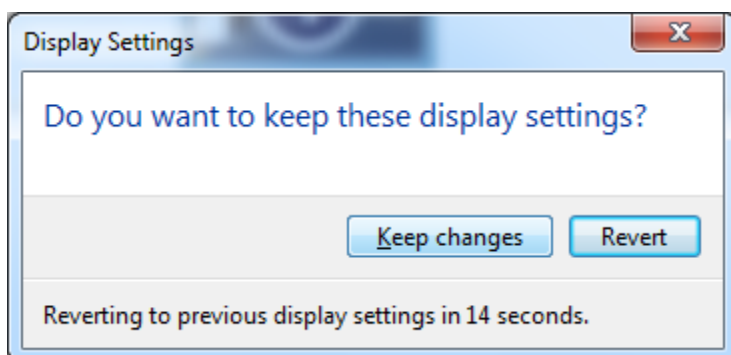 Display Settings
Do you want to keep these display settings?
Keep changes
Revert
Reverting to previous display settings in 14 seconds.